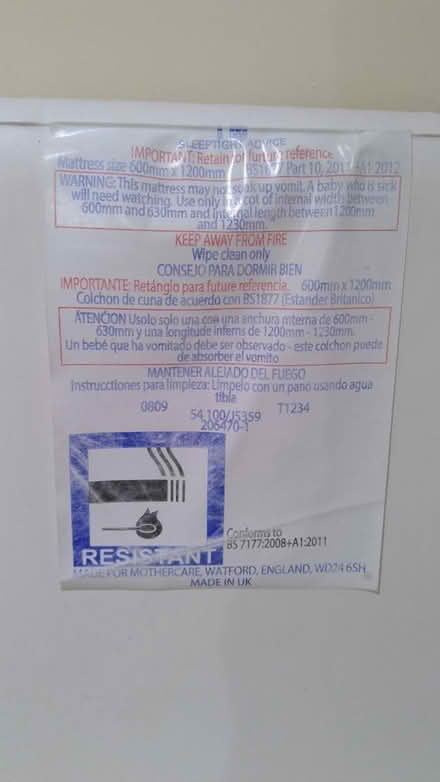 SLEEPTIGHT ADVICE
IMPORTANT: Retain for future reference
Mattress size 600mm x 1200mm BS1877 Part 10, 2011+A1 2012
WARNING: This mattress may not soak up vomit. A baby who is sick
will need watching. Use only in a cot of internal width between
600mm and 630mm and internal length between 1200mm
and 1230mm.
KEEP AWAY FROM FIRE
Wipe clean only
CONSEJO PARA DORMIR BIEN
IMPORTANTE: Retánglo para future referencia. 600mm x 1200mm
Colchon de cuna de acuerdo con BS1877 (Estander Britanico)
ATENCION Usolo solo una con una anchura interna de 600mm -
630mm y una longitude inferns de 1200mm - 1230mm.
Un bebé que ha vomitado debe ser observado - este colchon puede
de absorber el vomito
MANTENER ALEJADO DEL FUEGO
Instrucctiones para limpieza: Limpelo con un pano usando agua
tibla
0809 54 100/J5359 T1234
206470-1
RESISTANT
Conforms to
BS 7177:2008+A1:2011
MADE FOR MOTHERCARE, WATFORD, ENGLAND, WD24 6SH
MADE IN UK